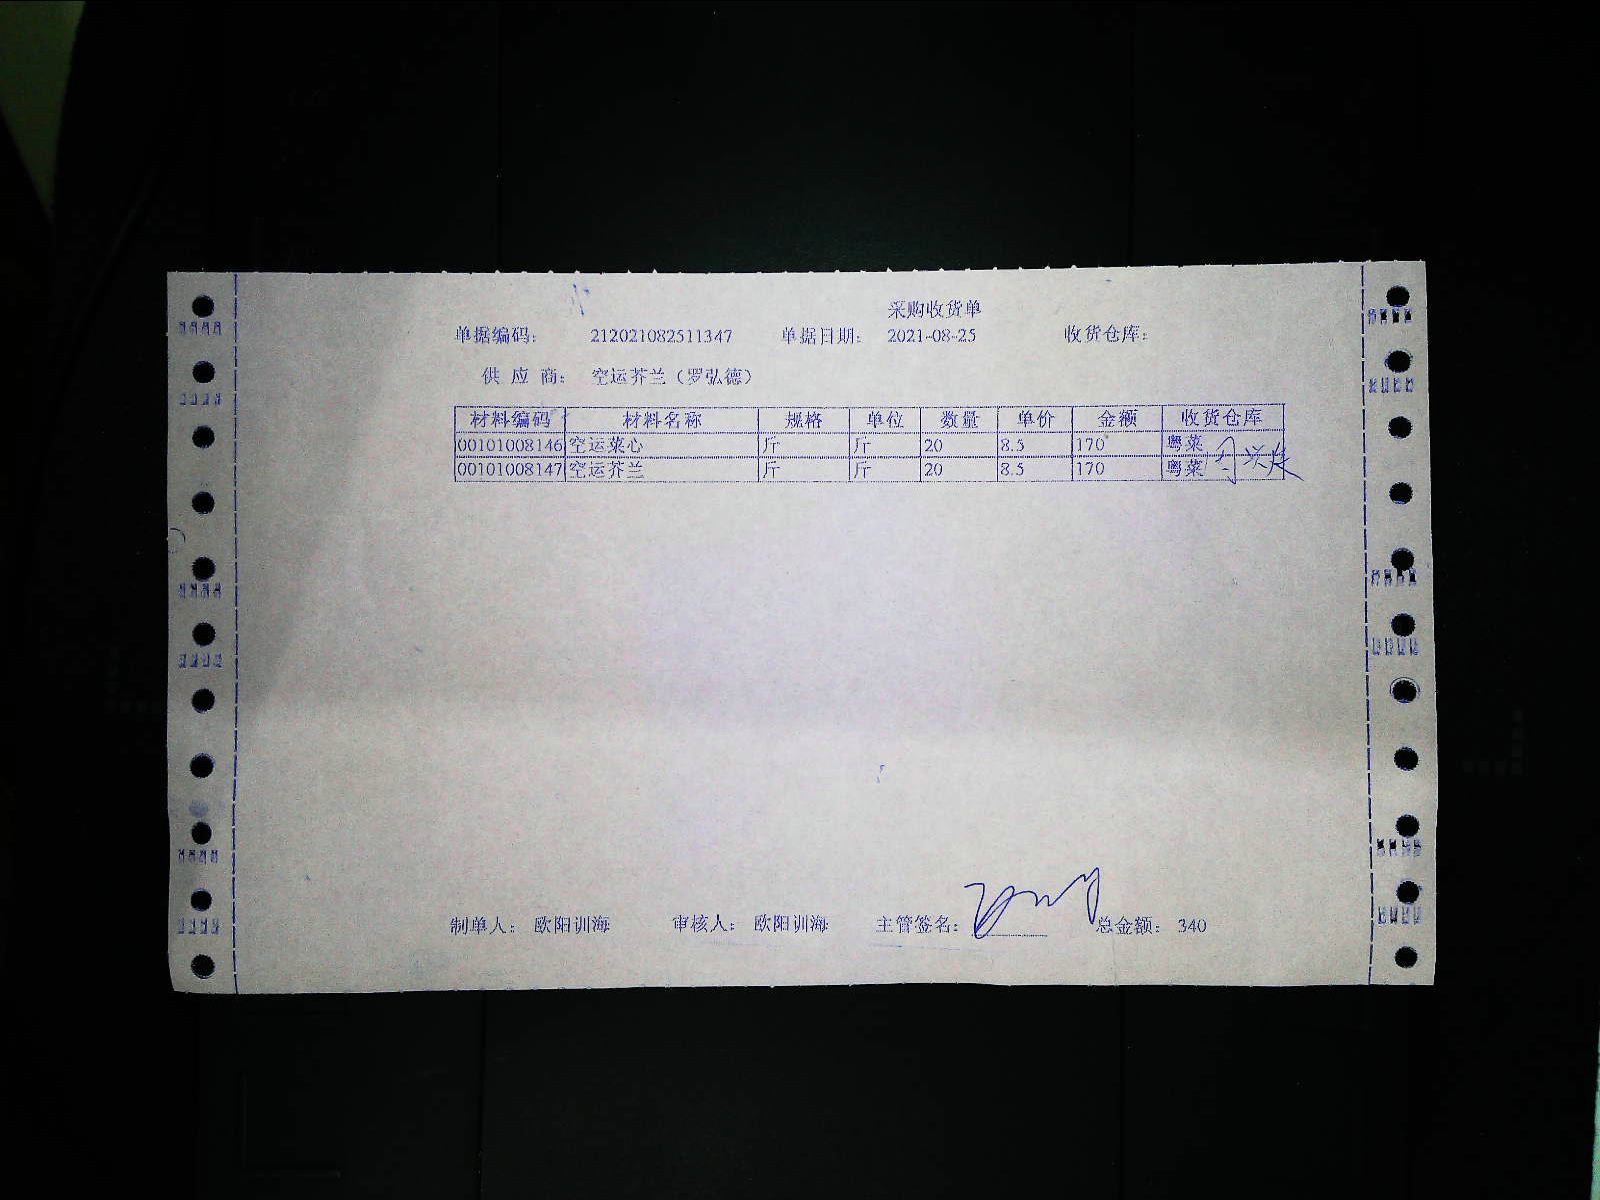 采购收货单
单据编码： 212021082511347 单据日期： 2021-08-25 收货仓库：
供 应 商： 空运芥兰（罗弘德）
材料编码 材料名称 规格 单位 数量 单价 金额 收货仓库
00101008146 空运菜心 斤 斤 20 8.5 170 粤菜
00101008147 空运芥兰 斤 斤 20 8.5 170 粤菜
制单人： 欧阳训海 审核人： 欧阳训海 主管签名： 总金额： 340